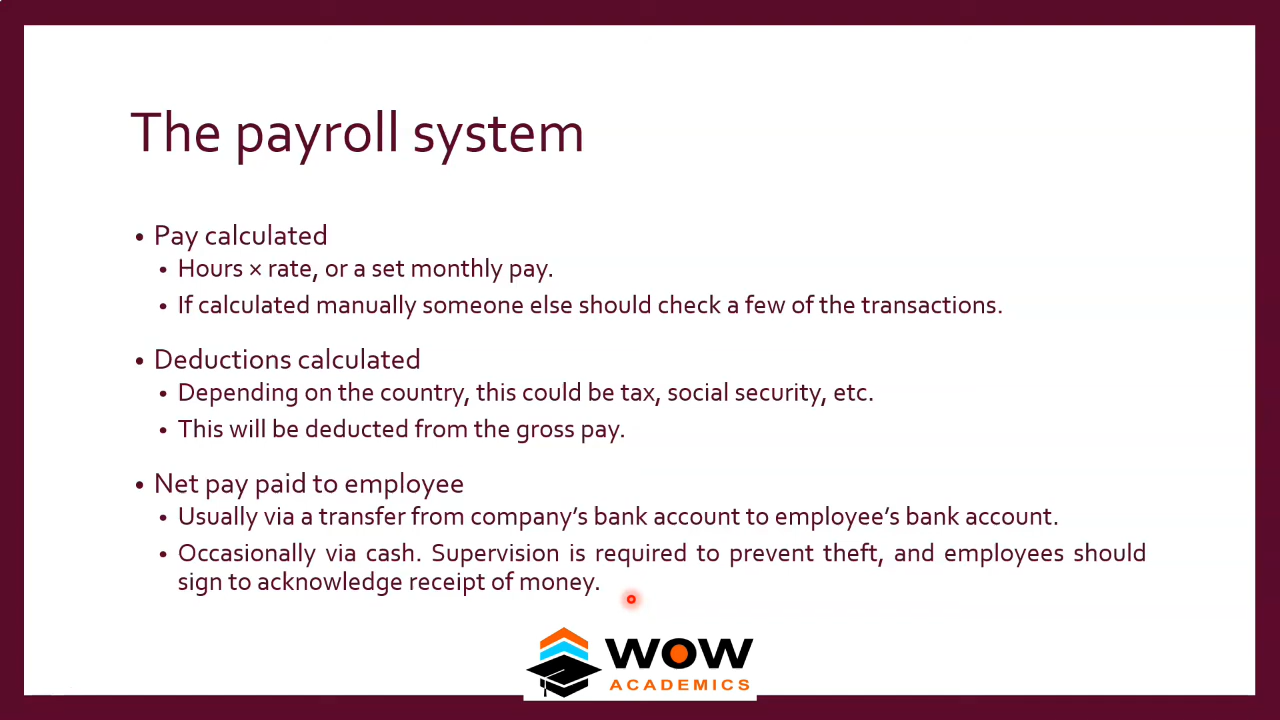 The payroll system
• Pay calculated
• Hours × rate, or a set monthly pay.
• If calculated manually someone else should check a few of the transactions.
• Deductions calculated
• Depending on the country, this could be tax, social security, etc.
• This will be deducted from the gross pay.
• Net pay paid to employee
• Usually via a transfer from company’s bank account to employee’s bank account.
• Occasionally via cash. Supervision is required to prevent theft, and employees should
sign to acknowledge receipt of money.
WOW
ACADEMICS